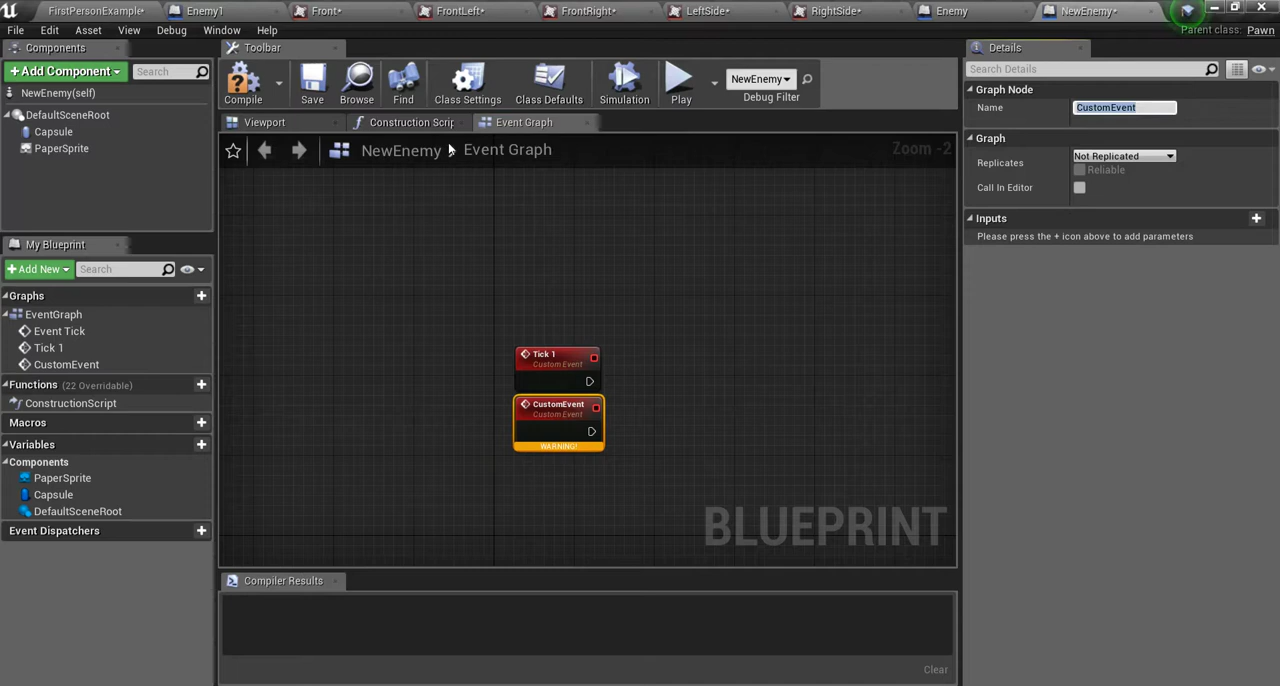 FirstPersonExample*
Enemy1
Front*
FrontLeft*
FrontRight*
LeftSide*
RightSide*
Enemy
NewEnemy*
File Edit Asset View Debug Window Help
Parent class: Pawn
Components
+Add Component
Search
NewEnemy(self)
DefaultSceneRoot
Capsule
PaperSprite
My Blueprint
+Add New
Search
Graphs
EventGraph
Event Tick
Tick 1
CustomEvent
Functions (22 Overridable)
ConstructionScript
Macros
Variables
Components
PaperSprite
Capsule
DefaultSceneRoot
Event Dispatchers
Toolbar
Compile
Save
Browse
Find
Class Settings
Class Defaults
Simulation
Play
NewEnemy
Debug Filter
Viewport
Construction Scrip
Event Graph
NewEnemy
Event Graph
Zoom -2
Tick 1
Custom Event
CustomEvent
Custom Event
WARNING!
BLUEPRINT
Compiler Results
Clear
Details
Search Details
Graph Node
Name
CustomEvent
Graph
Replicates
Not Replicated
Reliable
Call In Editor
Inputs
Please press the + icon above to add parameters